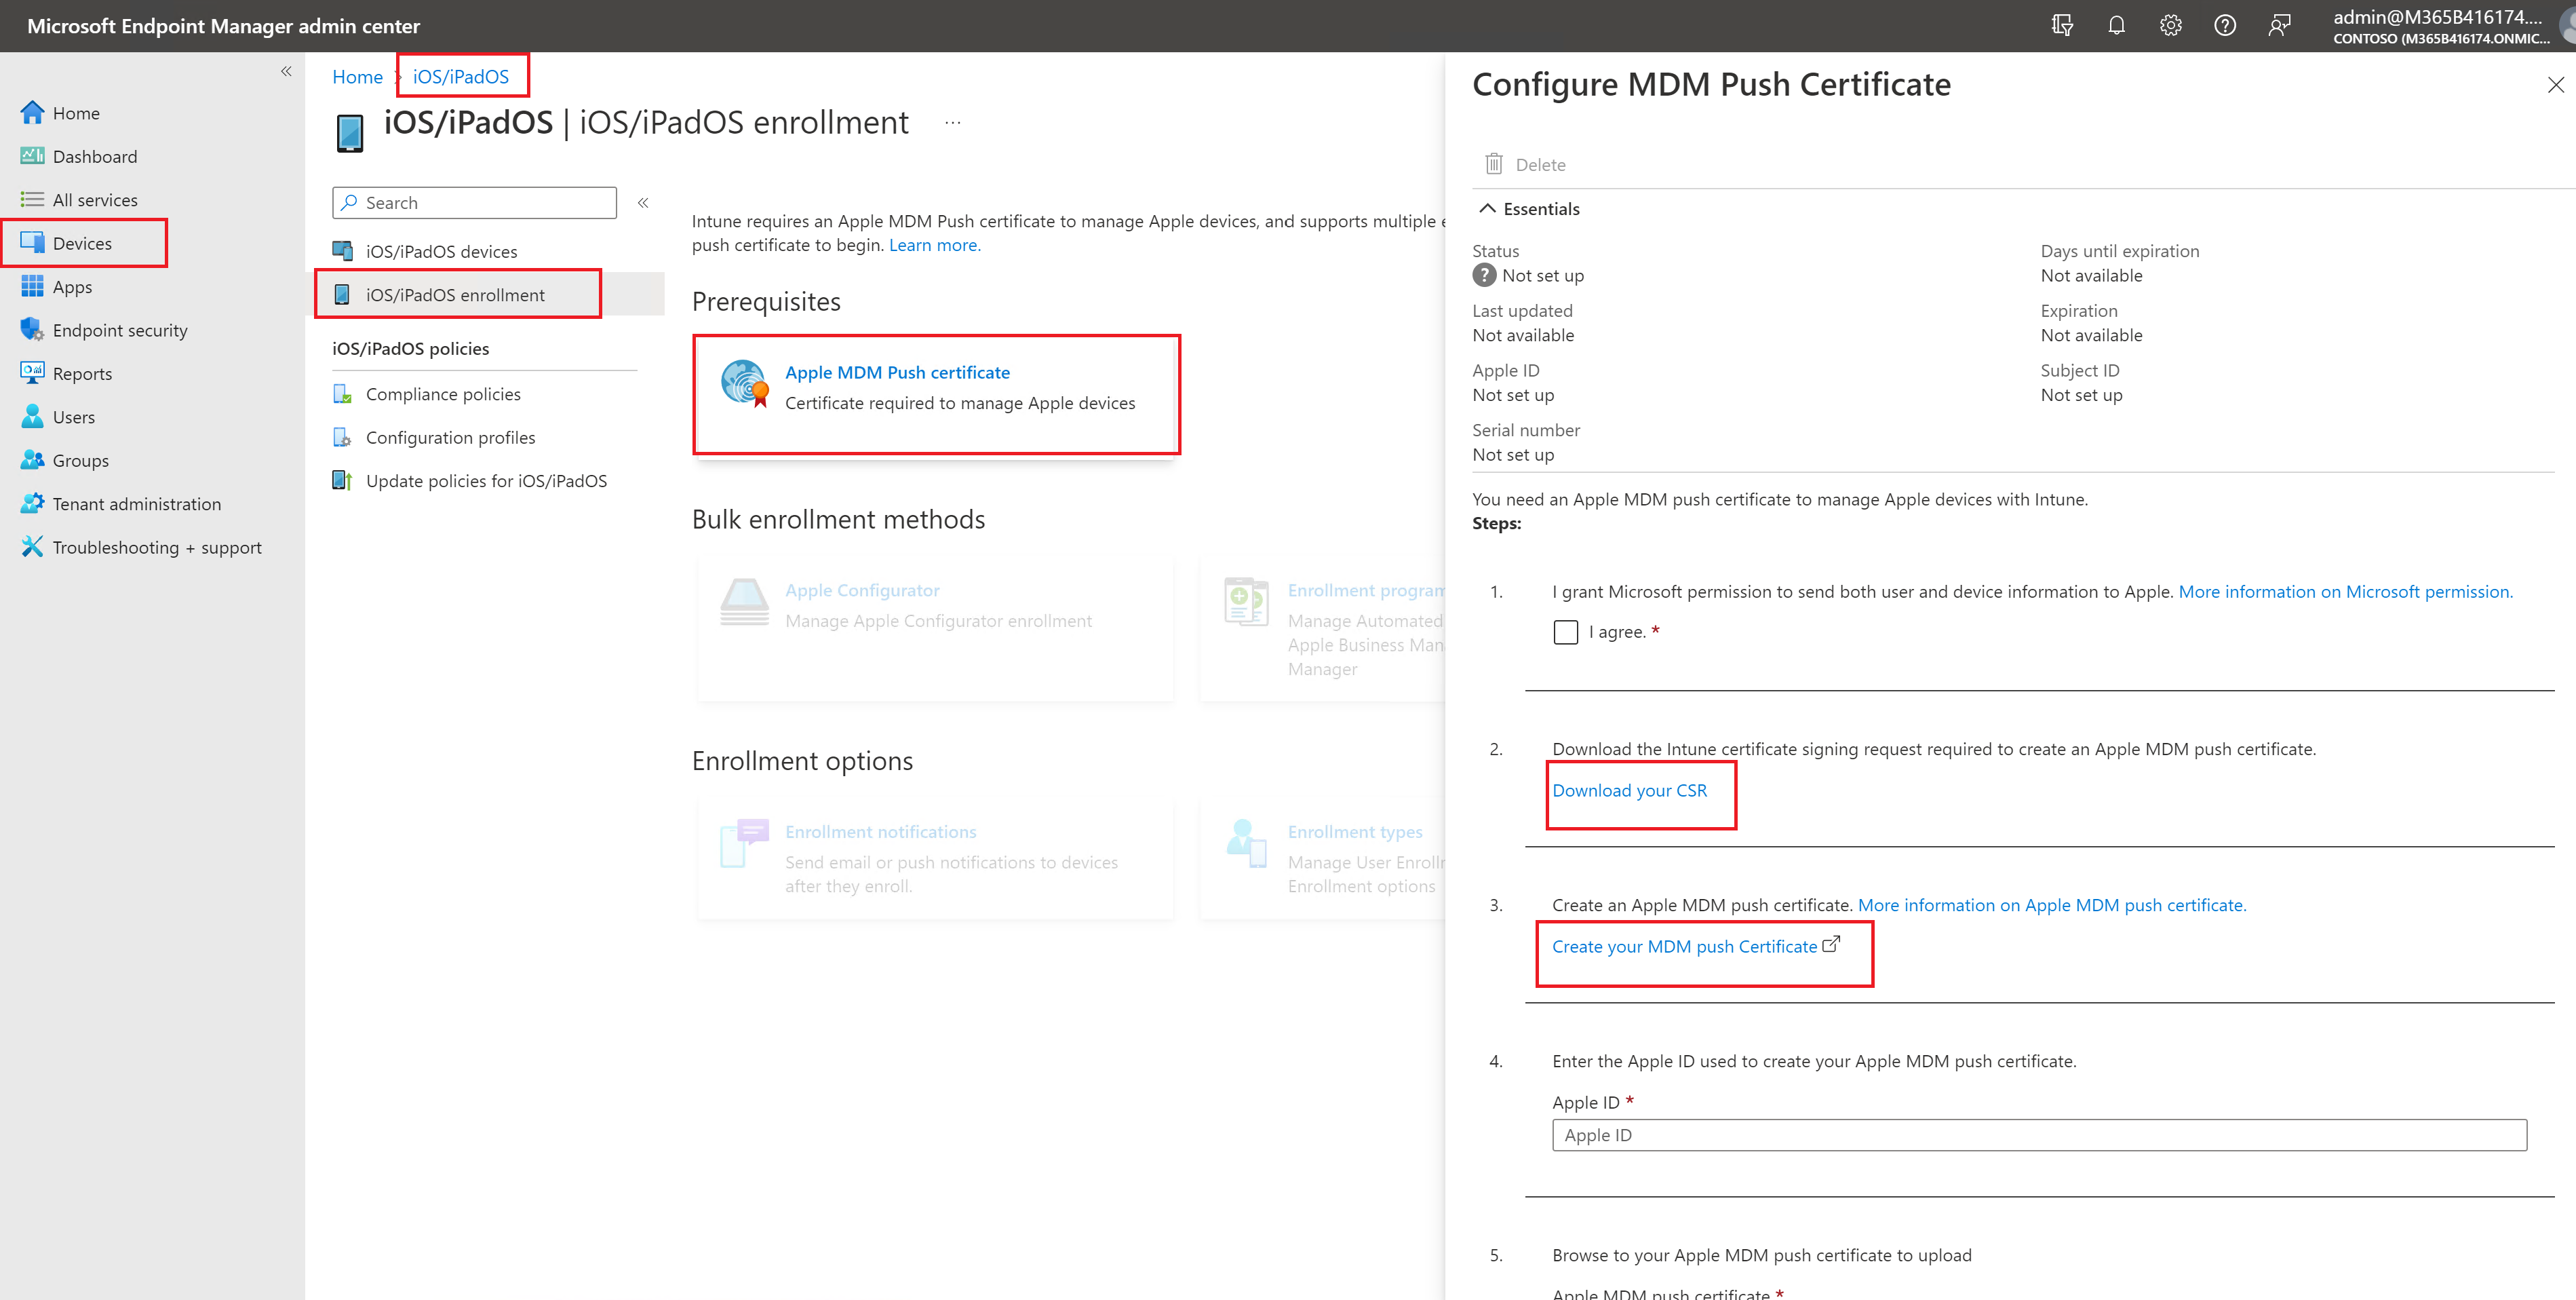 Microsoft Endpoint Manager admin center
admin@M365B416174....
CONTOSO (M365B416174.ONMIC...
Home
Dashboard
All services
Devices
Apps
Endpoint security
Reports
Users
Groups
Tenant administration
Troubleshooting + support
Home > iOS/iPadOS
iOS/iPadOS | iOS/iPadOS enrollment ...
Search
iOS/iPadOS devices
iOS/iPadOS enrollment
iOS/iPadOS policies
Compliance policies
Configuration profiles
Update policies for iOS/iPadOS
Intune requires an Apple MDM Push certificate to manage Apple devices, and supports multiple e
push certificate to begin. Learn more.
Prerequisites
Apple MDM Push certificate
Certificate required to manage Apple devices
Bulk enrollment methods
Apple Configurator
Manage Apple Configurator enrollment
Enrollment program
Manage Automated
Apple Business Man
Manager
Enrollment options
Enrollment notifications
Send email or push notifications to devices
after they enroll.
Enrollment types
Manage User Enrollr
Enrollment options
Configure MDM Push Certificate
Delete
Essentials
Status
Not set up
Days until expiration
Not available
Last updated
Not available
Expiration
Not available
Apple ID
Not set up
Subject ID
Not set up
Serial number
Not set up
You need an Apple MDM push certificate to manage Apple devices with Intune.
Steps:
1. I grant Microsoft permission to send both user and device information to Apple. More information on Microsoft permission.
I agree. *
2. Download the Intune certificate signing request required to create an Apple MDM push certificate.
Download your CSR
3. Create an Apple MDM push certificate. More information on Apple MDM push certificate.
Create your MDM push Certificate
4. Enter the Apple ID used to create your Apple MDM push certificate.
Apple ID *
Apple ID
5. Browse to your Apple MDM push certificate to upload
Apple MDM push certificate *